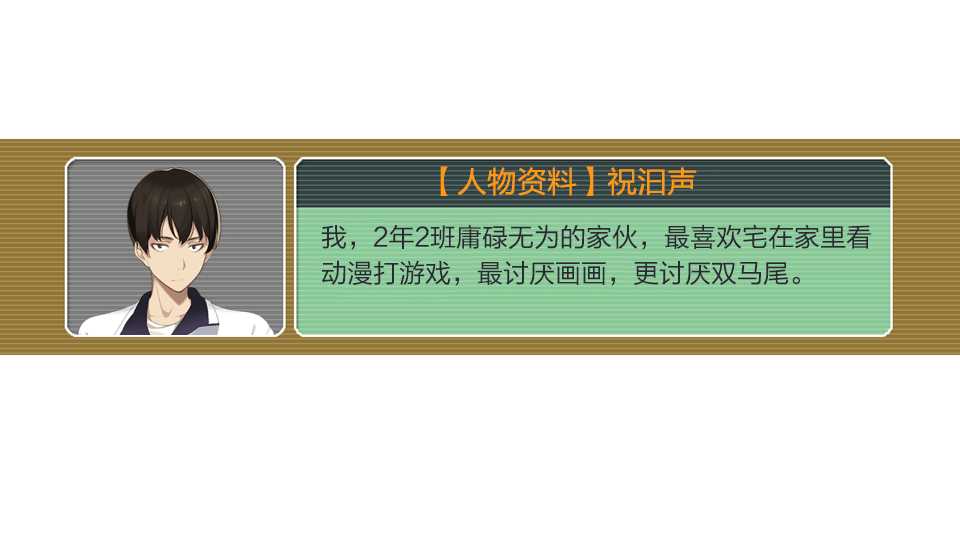 【人物资料】祝汩声
我，2年2班庸碌无为的家伙，最喜欢宅在家里看
动漫打游戏，最讨厌画画，更讨厌双马尾。